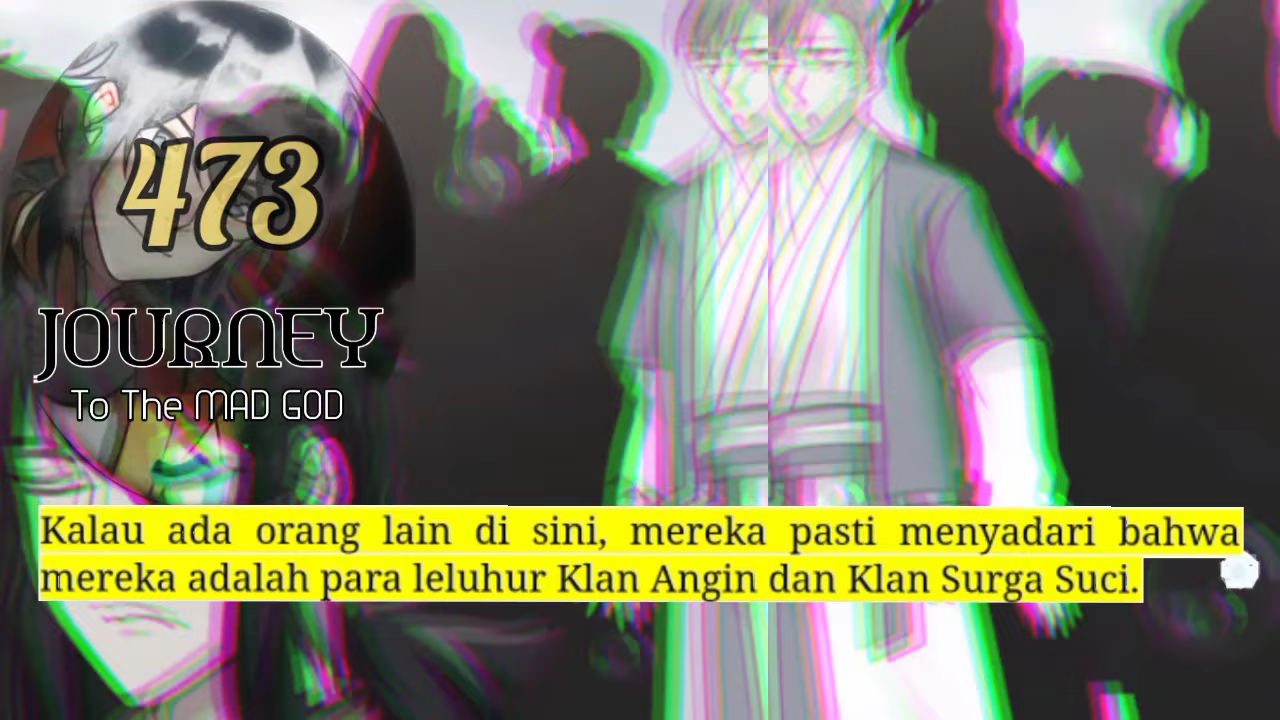 473
JOURNEY
To The MAD GOD
Kalau ada orang lain di sini, mereka pasti menyadari bahwa
mereka adalah para leluhur Klan Angin dan Klan Surga Suci.